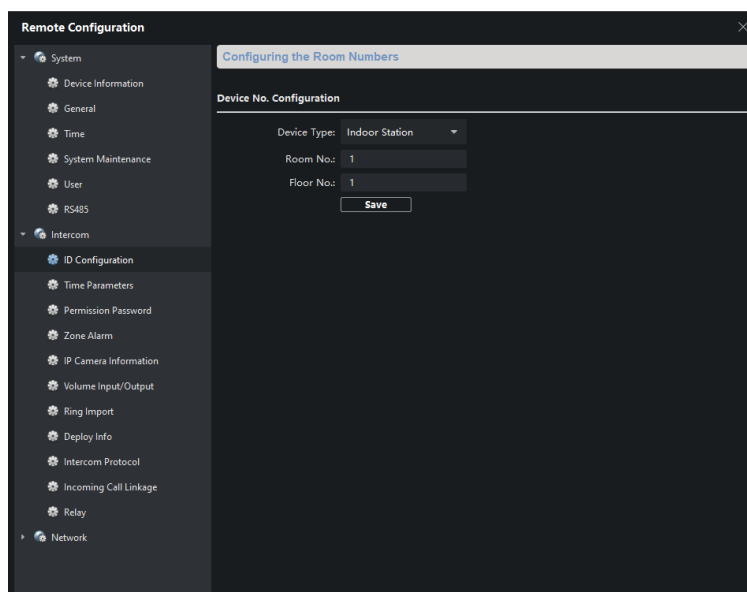 Remote Configuration
System
Device Information
General
Time
System Maintenance
User
RS485
Intercom
ID Configuration
Time Parameters
Permission Password
Zone Alarm
IP Camera Information
Volume Input/Output
Ring Import
Deploy Info
Intercom Protocol
Incoming Call Linkage
Relay
Network
Configuring the Room Numbers
Device No. Configuration
Device Type: Indoor Station
Room No.: 1
Floor No.: 1
Save